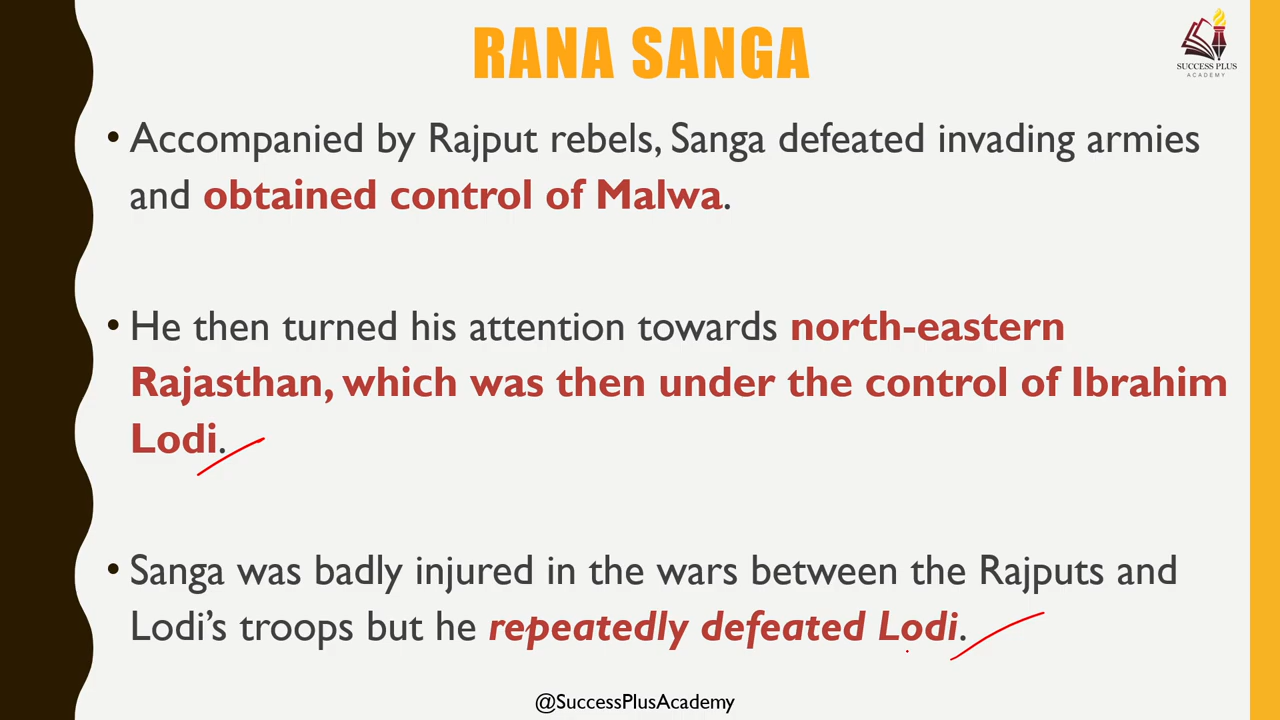 RANA SANGA
SUCCESS PLUS
ACADEMY
• Accompanied by Rajput rebels, Sanga defeated invading armies
and obtained control of Malwa.
• He then turned his attention towards north-eastern
Rajasthan, which was then under the control of Ibrahim
Lodi.
• Sanga was badly injured in the wars between the Rajputs and
Lodi’s troops but he repeatedly defeated Lodi.
@SuccessPlusAcademy